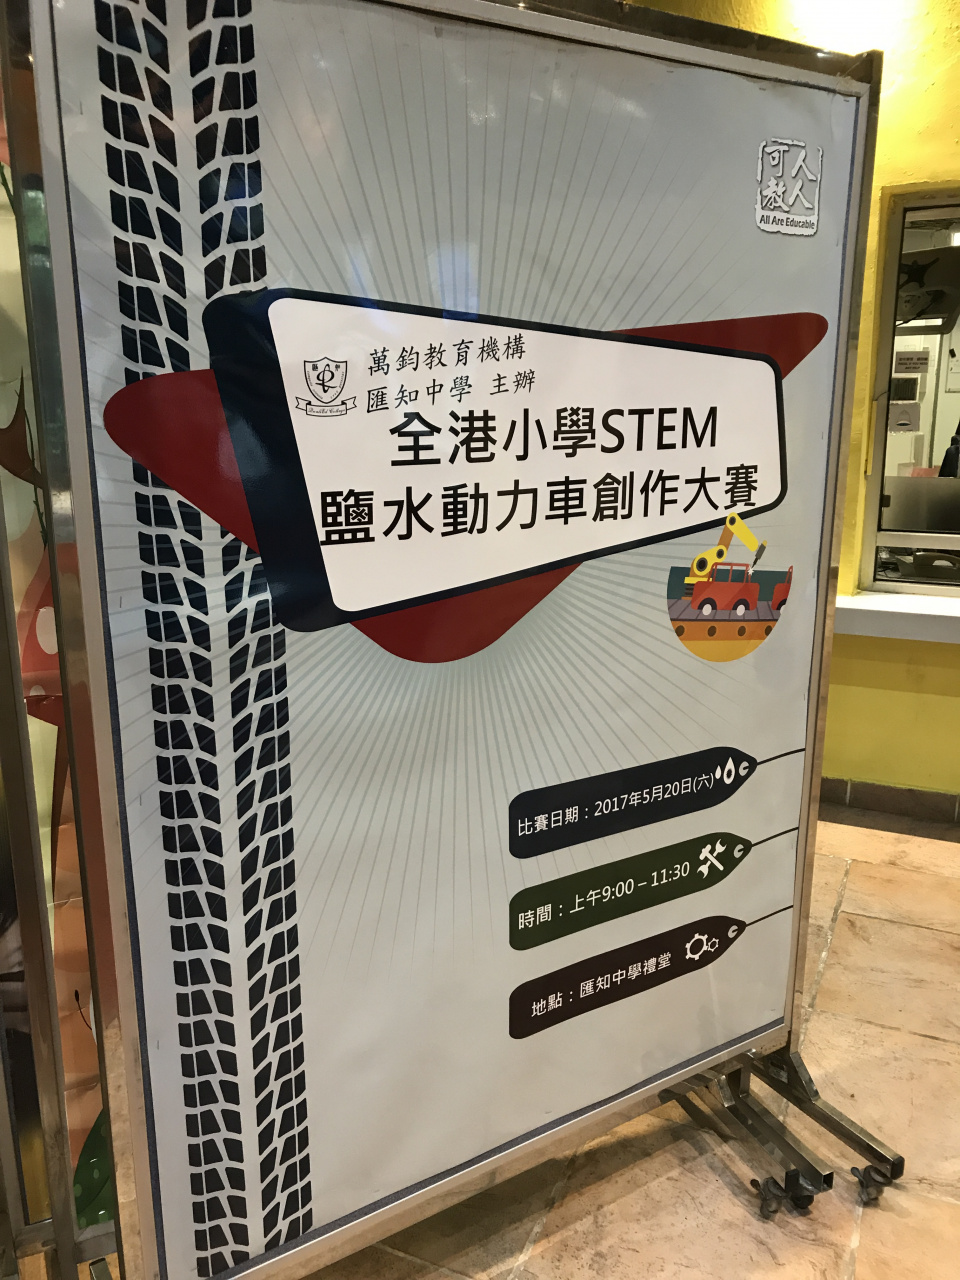 可人
教人
All Are Educable
萬鈞教育機構
匯知中學 主辦
全港小學STEM
鹽水動力車創作大賽
比賽日期：2017年5月20日(六)
時間：上午9:00 – 11:30
地點：匯知中學禮堂